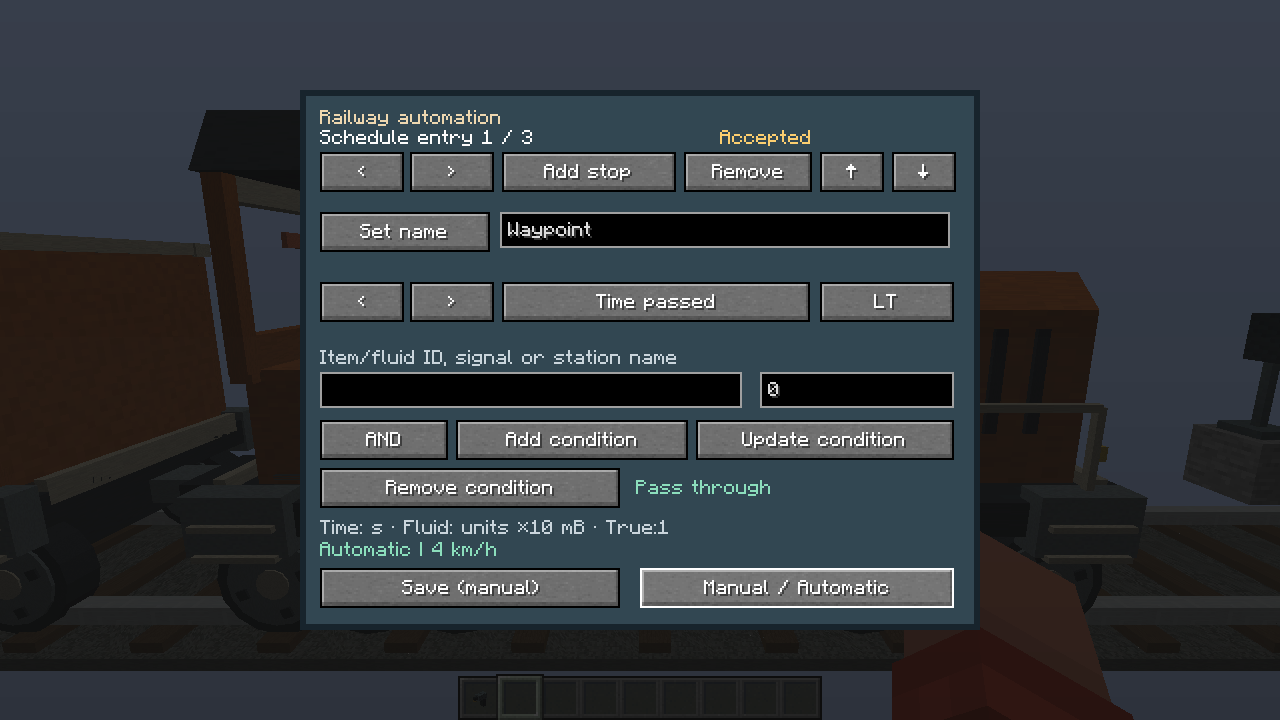 Railway automation
Schedule entry 1 / 3 Accepted
< > Add stop Remove ↑ ↓
Set name Waypoint
< > Time passed LT
Item/fluid ID, signal or station name
0
AND Add condition Update condition
Remove condition Pass through
Time: s · Fluid: units ×10 mB · True:1
Automatic | 4 km/h
Save (manual) Manual / Automatic